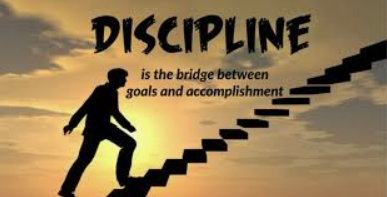 DISCIPLINE
is the bridge between
goals and accomplishment